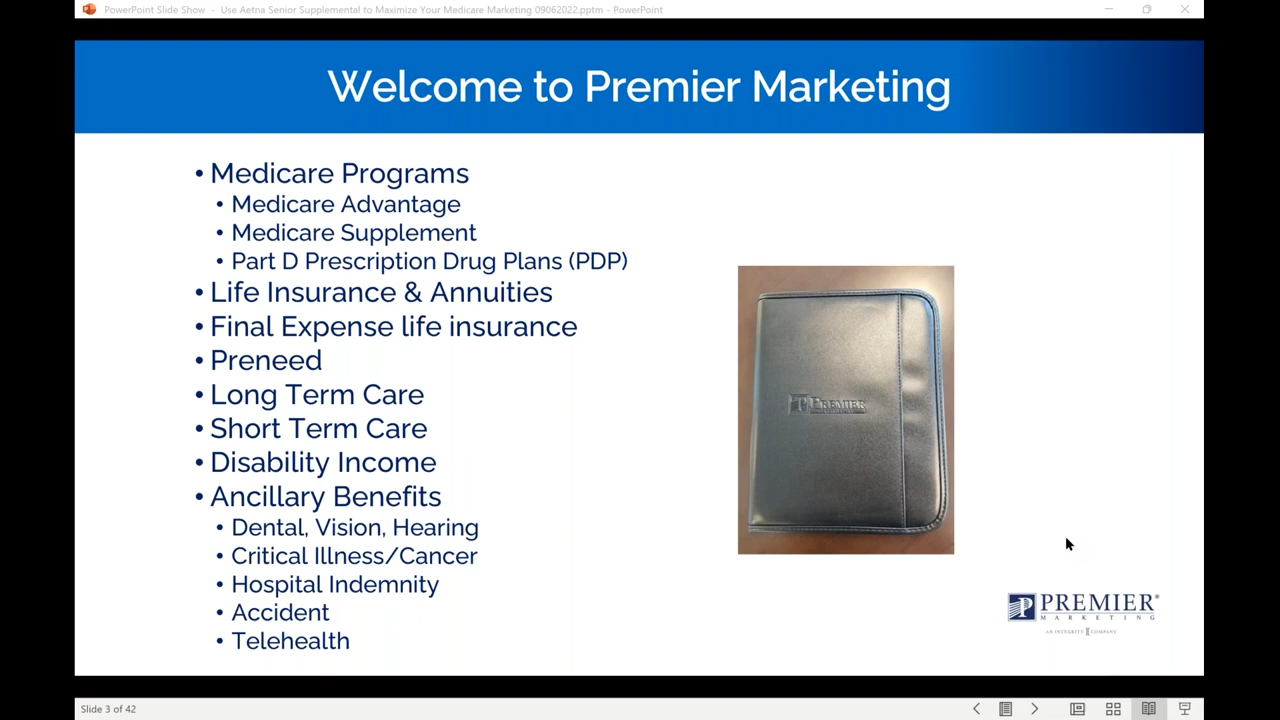 PowerPoint Slide Show - Use Aetna Senior Supplemental to Maximize Your Medicare Marketing 09062022.pptm - PowerPoint
Welcome to Premier Marketing
• Medicare Programs
• Medicare Advantage
• Medicare Supplement
• Part D Prescription Drug Plans (PDP)
• Life Insurance & Annuities
• Final Expense life insurance
• Preneed
• Long Term Care
• Short Term Care
• Disability Income
• Ancillary Benefits
• Dental, Vision, Hearing
• Critical Illness/Cancer
• Hospital Indemnity
• Accident
• Telehealth
PREMIER
PREMIER®
MARKETING
AN INTEGRITY COMPANY
Slide 3 of 42